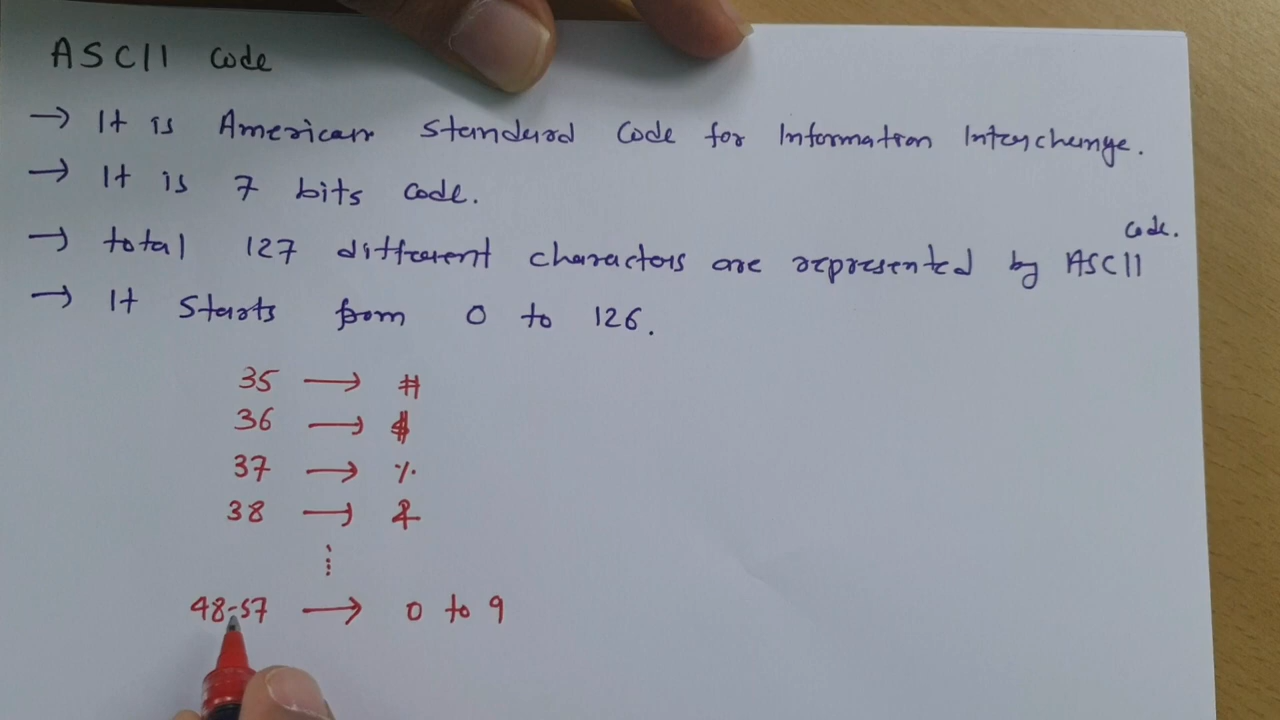 ASCII Code
→ It is American Standard Code for Information Interchange.
→ It is 7 bits code.
→ total 127 different charactors are represented by ASCII code.
→ It starts from 0 to 126.
35 → #
36 → $
37 → %
38 → &
⋮
48-57 → 0 to 9